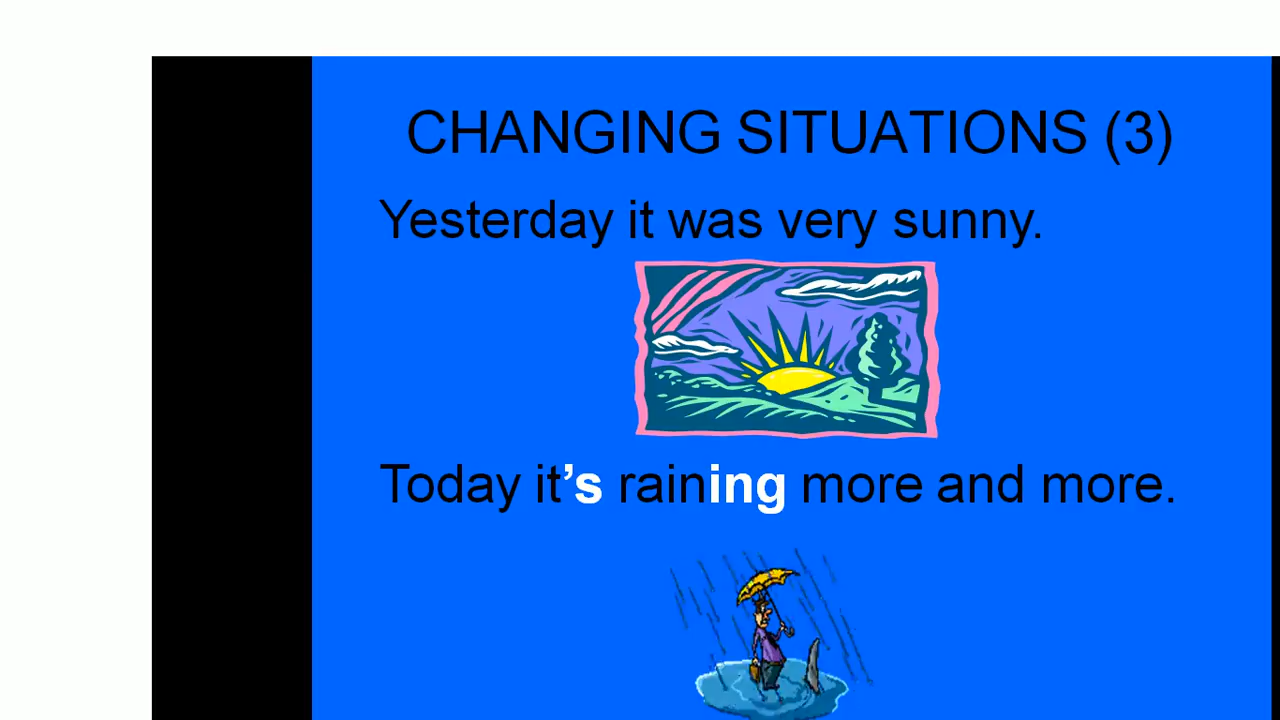 CHANGING SITUATIONS (3)
Yesterday it was very sunny.
Today it’s raining more and more.